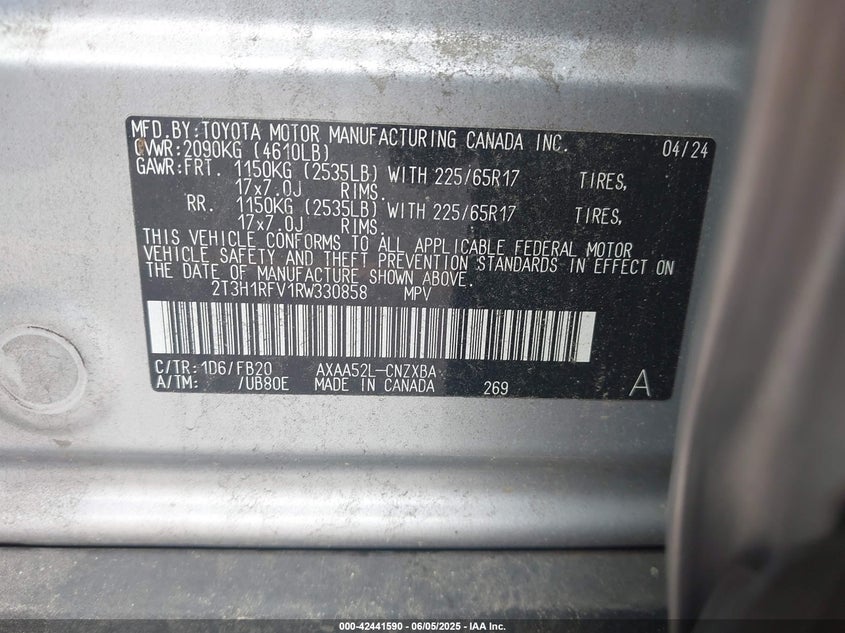 MFD.BY:TOYOTA MOTOR MANUFACTURING CANADA INC. 04/24
GVWR:2090KG (4610LB)
GAWR:FRT. 1150KG (2535LB) WITH 225/65R17 TIRES,
17x7.0J RIMS.
RR. 1150KG (2535LB) WITH 225/65R17 TIRES,
17x7.0J RIMS.
THIS VEHICLE CONFORMS TO ALL APPLICABLE FEDERAL MOTOR
VEHICLE SAFETY AND THEFT PREVENTION STANDARDS IN EFFECT ON
THE DATE OF MANUFACTURE SHOWN ABOVE.
2T3H1RFV1RW330858 MPV
C/TR:1D6/FB20 AXAA52L-CNZXBA
A/TM: /UB80E MADE IN CANADA 269 A
000-42441590 - 06/05/2025 - IAA Inc.